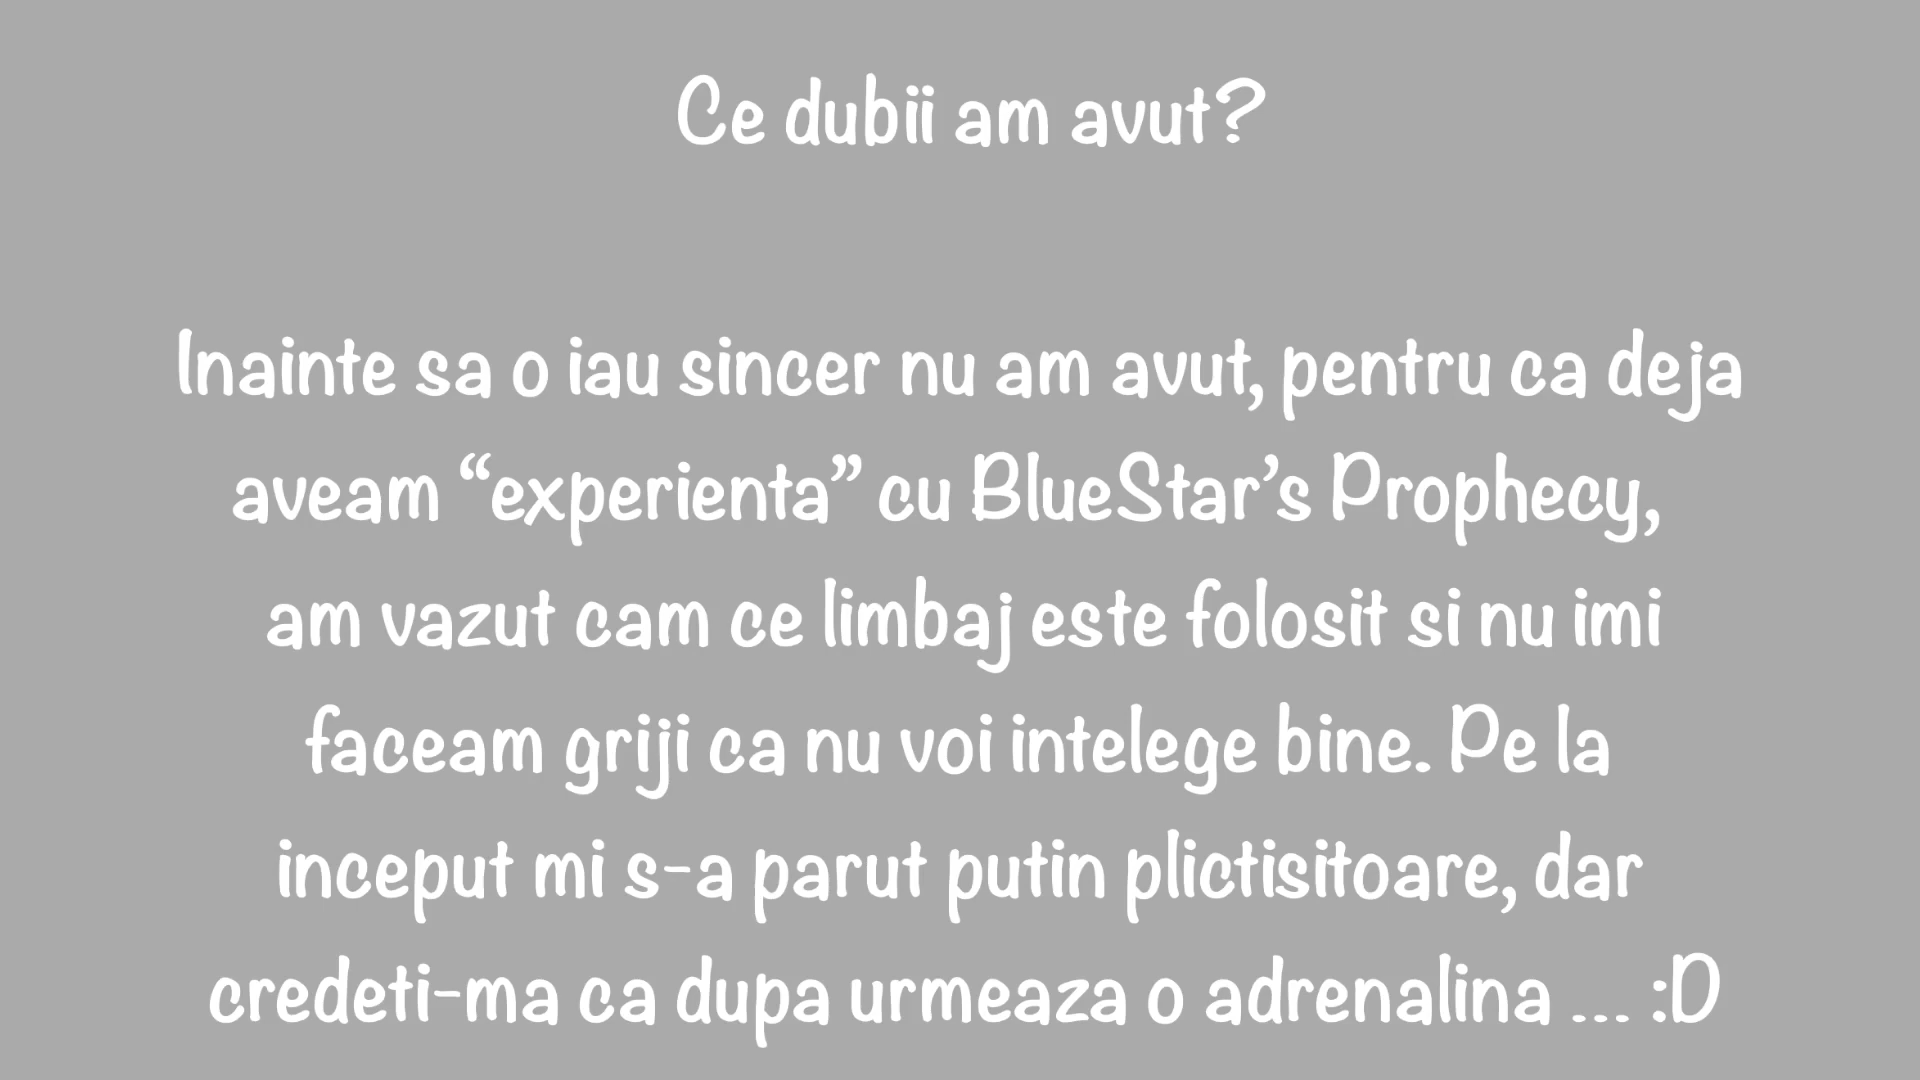 Ce dubii am avut?
Inainte sa o iau sincer nu am avut, pentru ca deja
aveam “experienta” cu BlueStar’s Prophecy,
am vazut cam ce limbaj este folosit si nu imi
faceam griji ca nu voi intelege bine. Pe la
inceput mi s-a parut putin plictisitoare, dar
credeti-ma ca dupa urmeaza o adrenalina ... :D